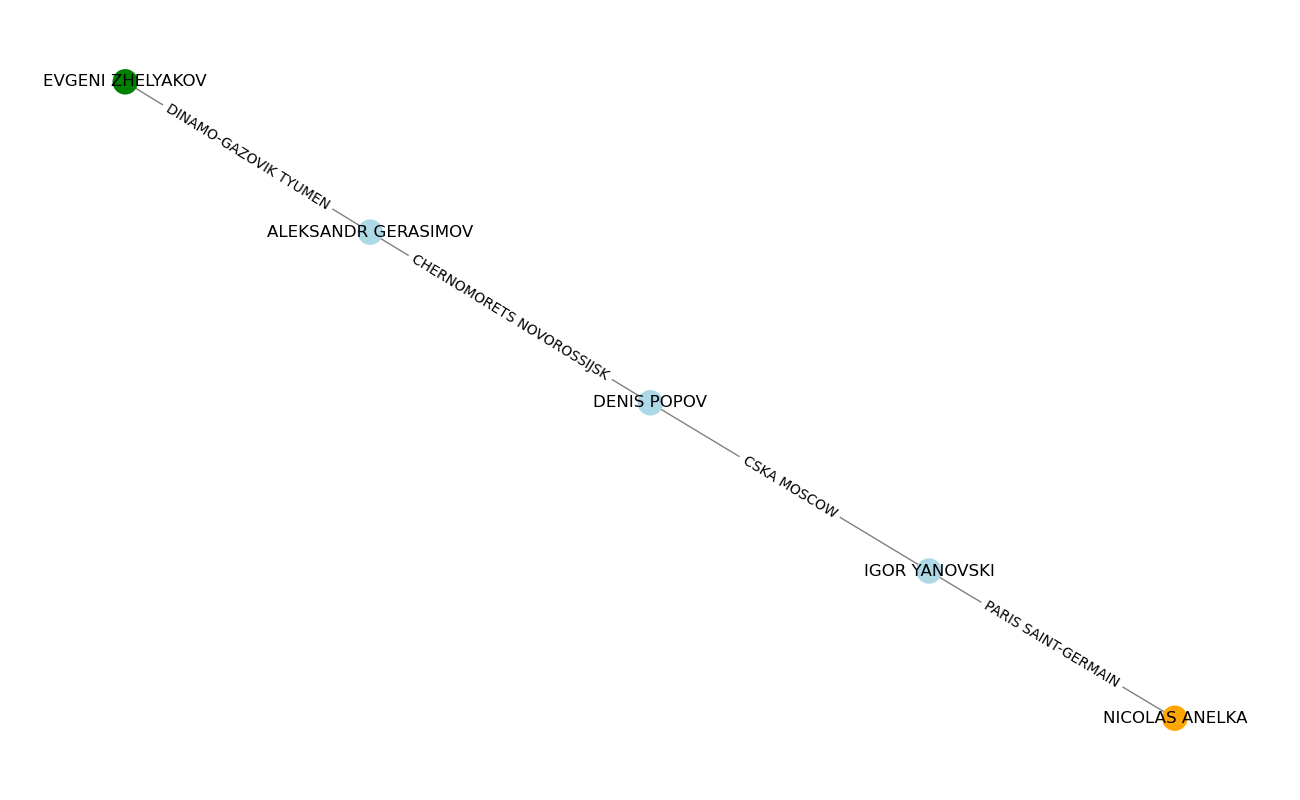 EVGENI ZHELYAKOV
DINAMO-GAZOVIK TYUMEN
ALEKSANDR GERASIMOV
CHERNOMORETS NOVOROSSIJSK
DENIS POPOV
CSKA MOSCOW
IGOR YANOVSKI
PARIS SAINT-GERMAIN
NICOLAS ANELKA